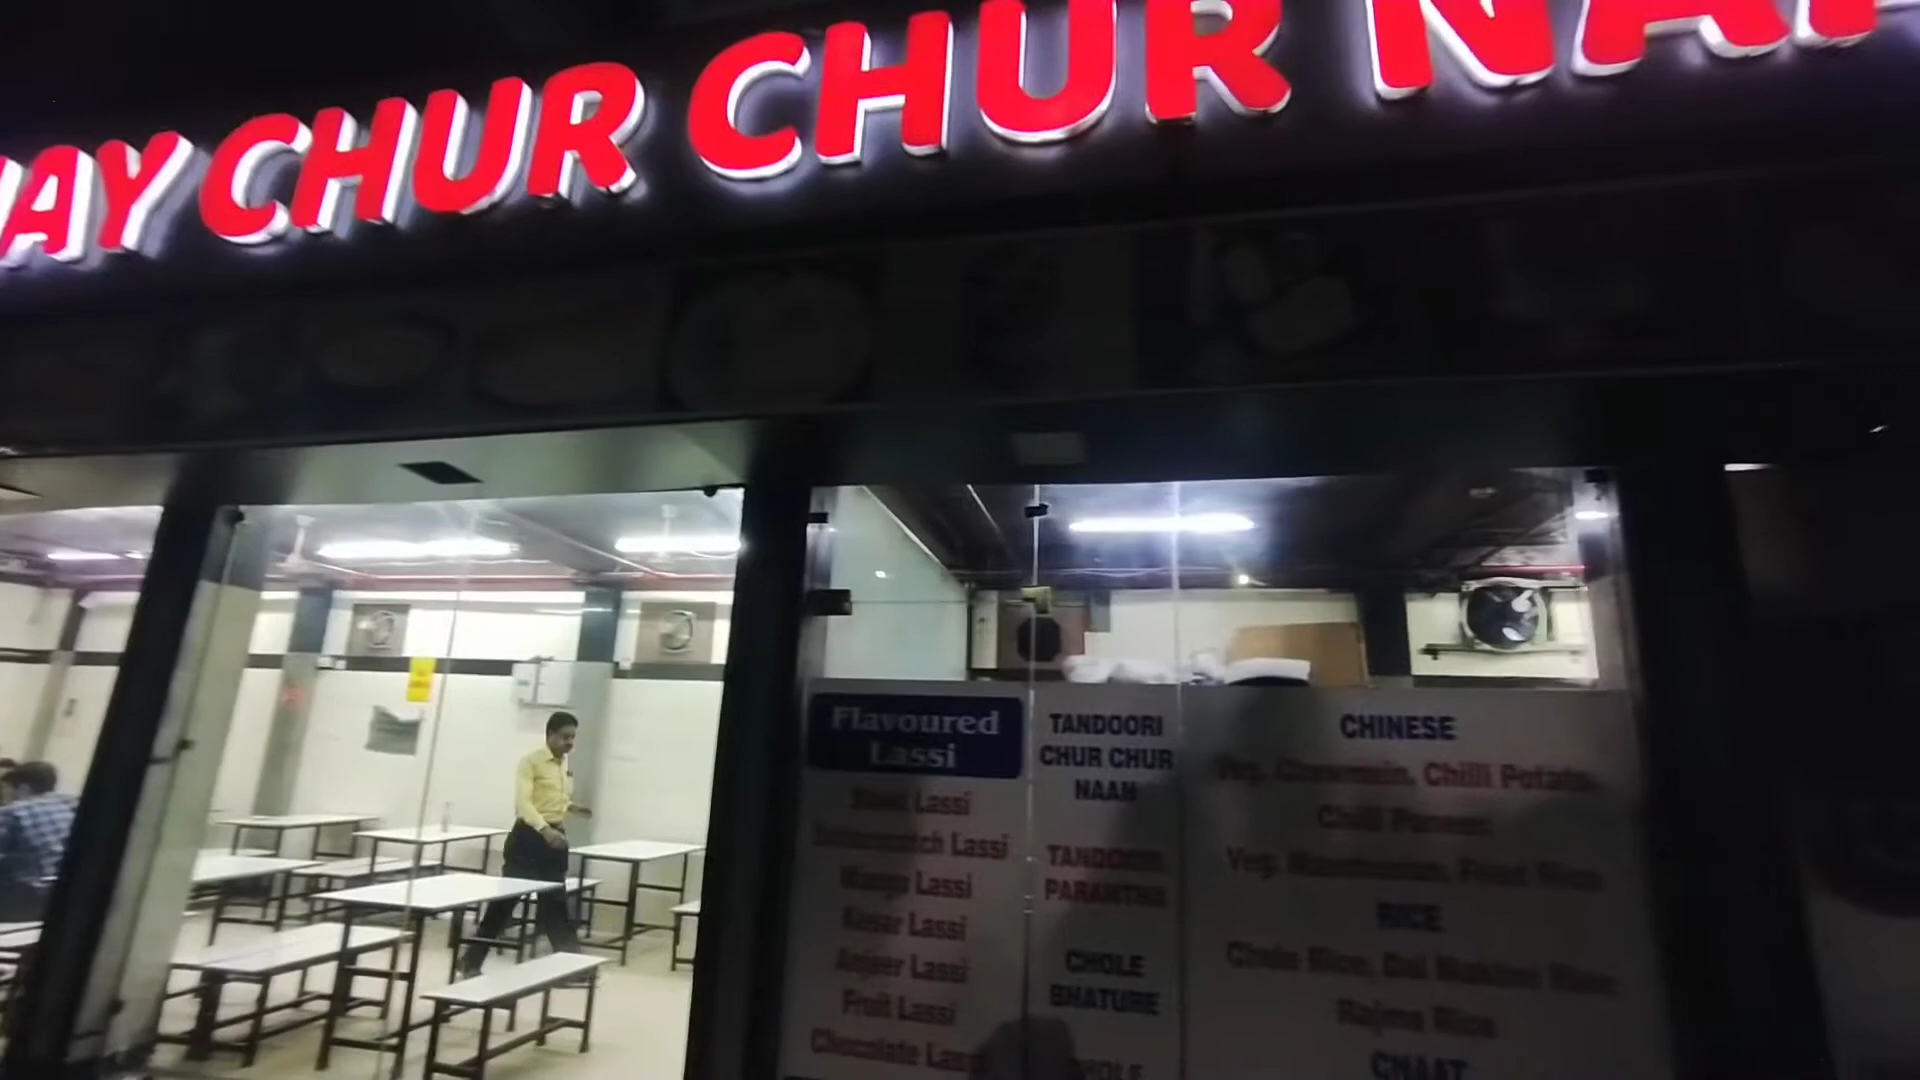 AY CHUR CHUR NA
Flavoured
Lassi
Lassi
Butterscotch Lassi
Mango Lassi
Kesar Lassi
Anjeer Lassi
Fruit Lassi
Chocolate Lassi
TANDOORI
CHUR CHUR
NAAN
TANDOORI
PARANTHA
CHOLE
BHATURE
CHOLE
CHINESE
Veg. Chowmein, Chilli Potato,
Chilli Paneer,
Veg. Manchurian, Fried Rice
RICE
Chole Rice, Dal Makhni Rice,
Rajma Rice
CHAAT